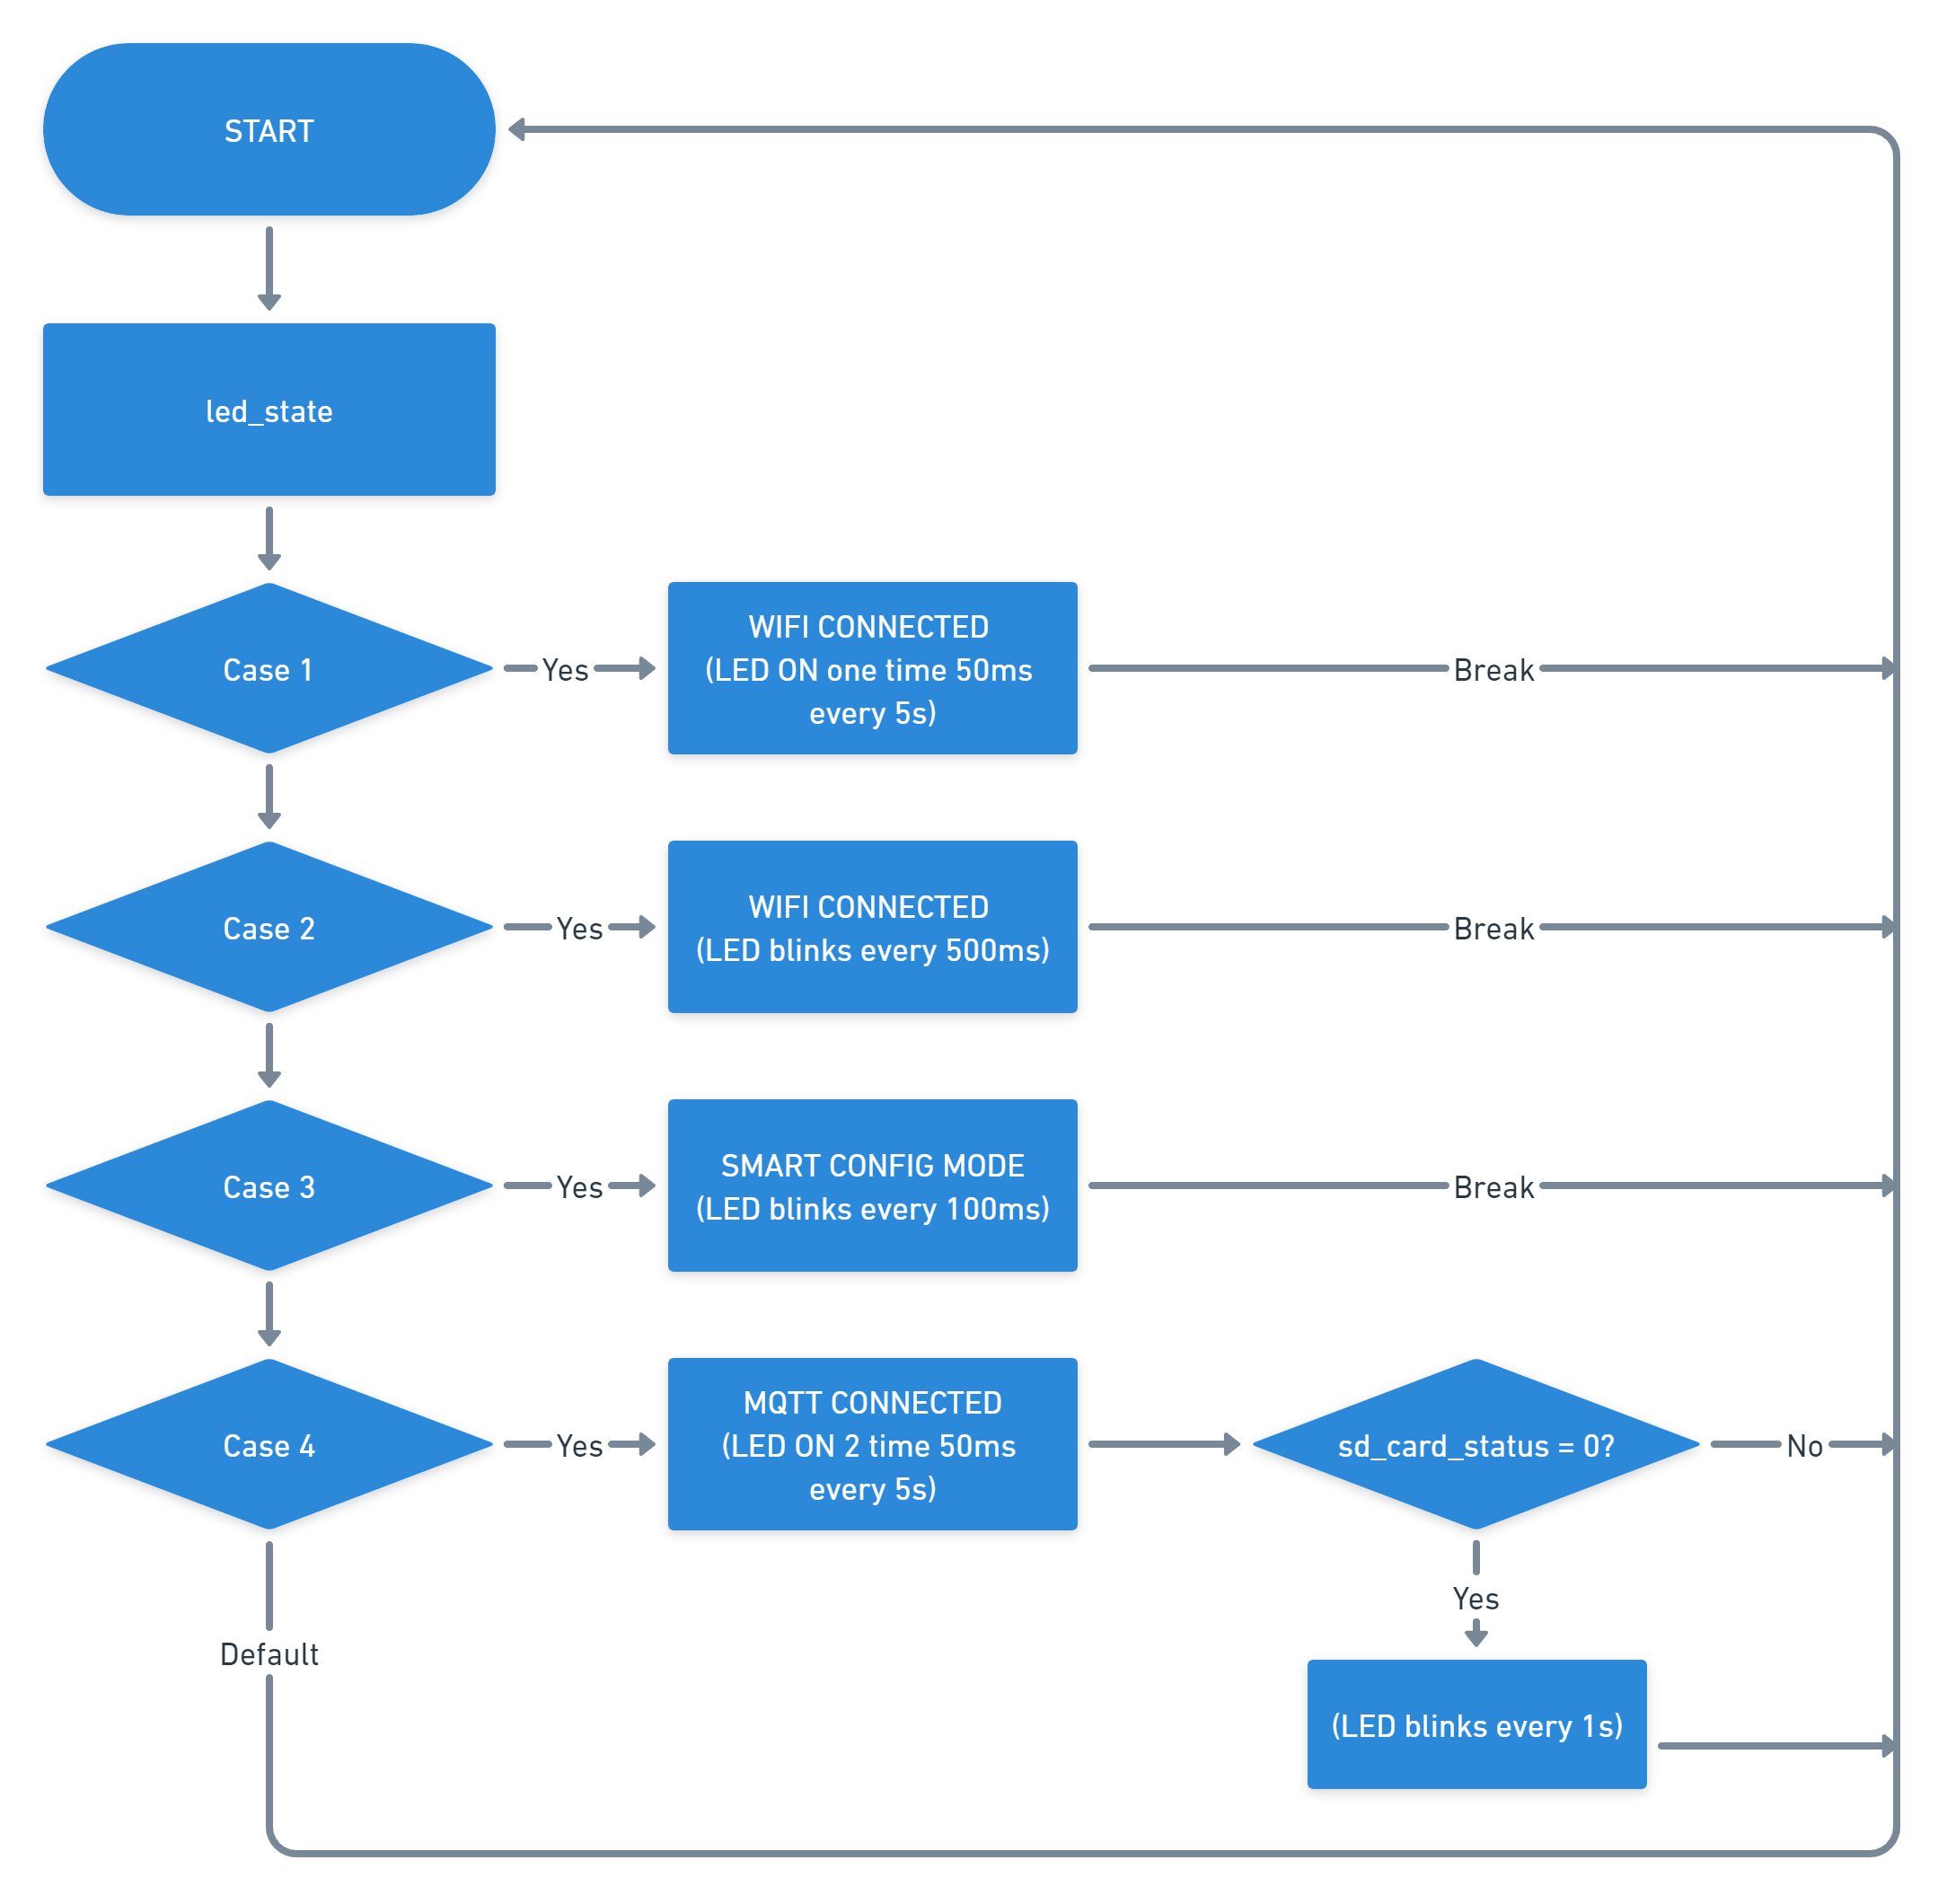 START
led_state
Case 1
Yes
WIFI CONNECTED
(LED ON one time 50ms
every 5s)
Break
Case 2
Yes
WIFI CONNECTED
(LED blinks every 500ms)
Break
Case 3
Yes
SMART CONFIG MODE
(LED blinks every 100ms)
Break
Case 4
Yes
MQTT CONNECTED
(LED ON 2 time 50ms
every 5s)
sd_card_status = 0?
No
Yes
Default
(LED blinks every 1s)